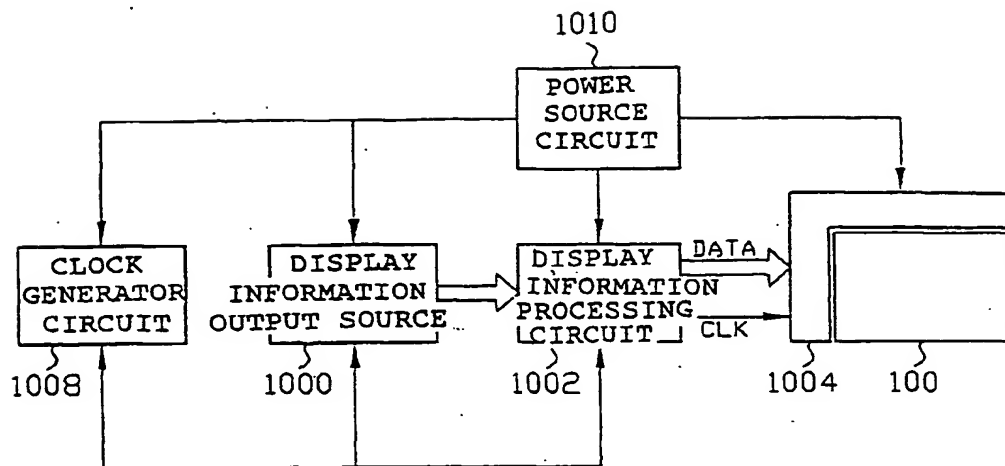 1010
POWER
SOURCE
CIRCUIT
CLOCK
GENERATOR
CIRCUIT
1008
DISPLAY
INFORMATION
OUTPUT SOURCE
1000
DISPLAY
INFORMATION
PROCESSING
CIRCUIT
1002
DATA
CLK
1004
100